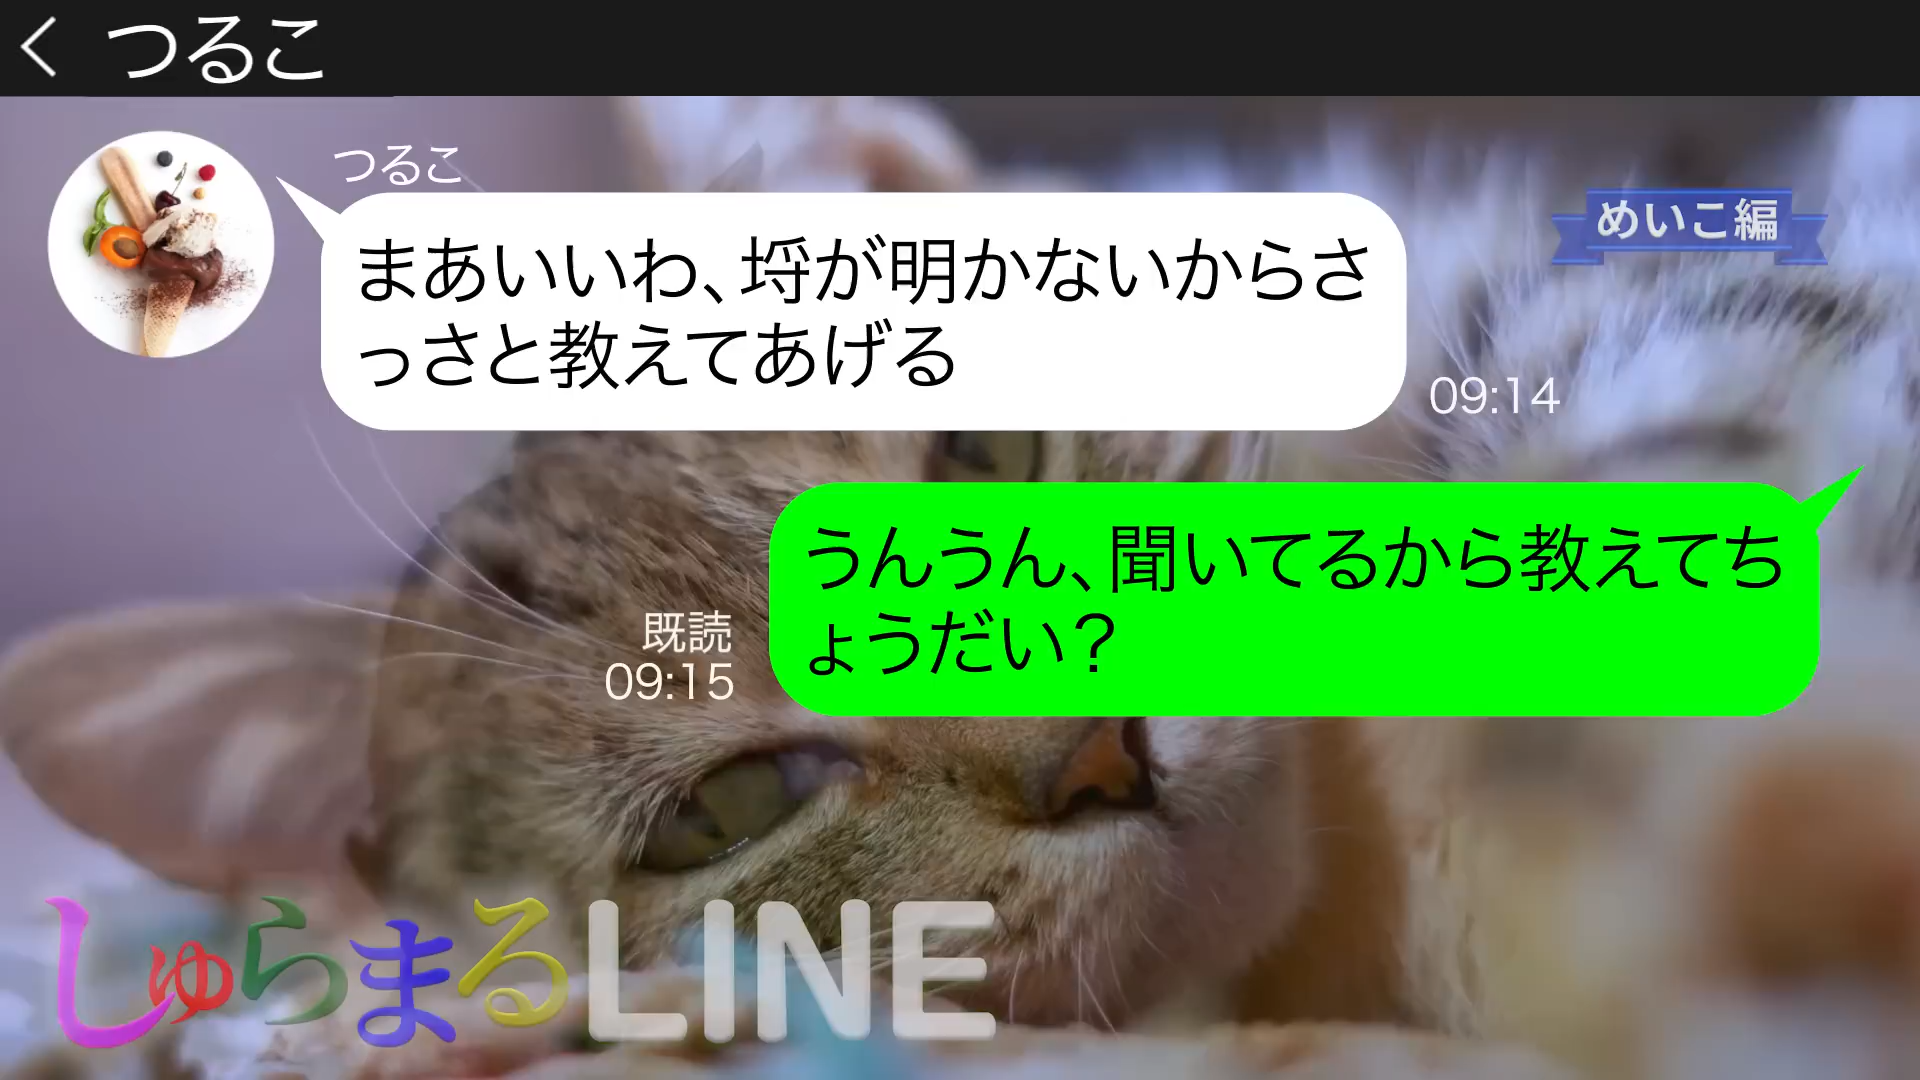 つるこ
つるこ
めいこ編
まあいいわ、埒が明かないからさ
っさと教えてあげる
09:14
うんうん、聞いてるから教えてち
ょうだい？
既読
09:15
しゅらまるLINE